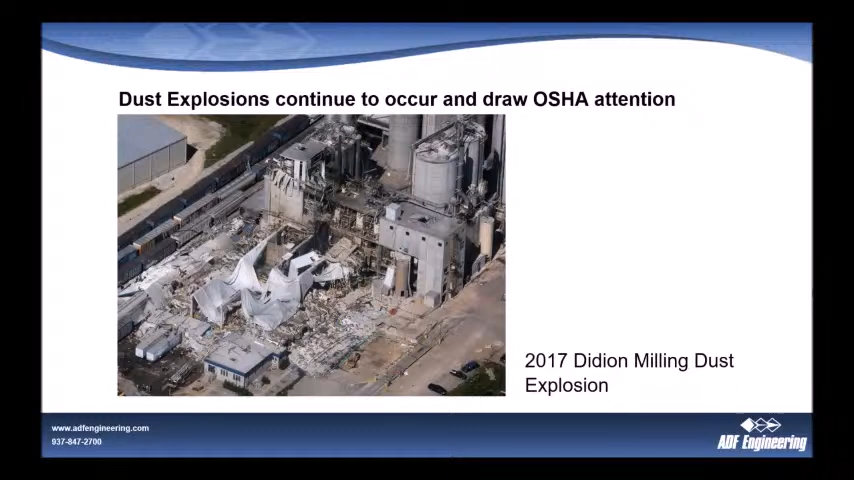 Dust Explosions continue to occur and draw OSHA attention
2017 Didion Milling Dust
Explosion
www.adfengineering.com
937-847-2700
ADF Engineering